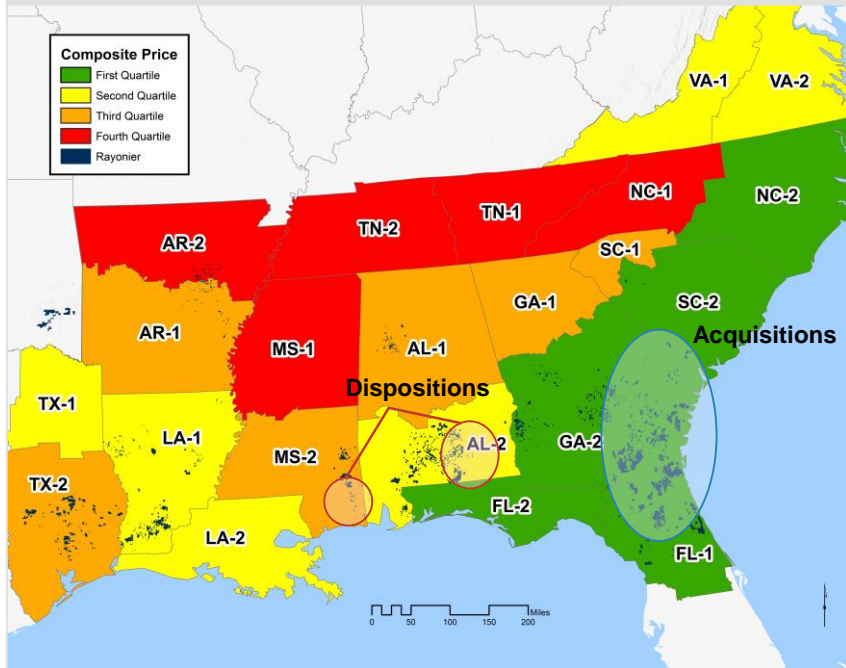 Composite Price
First Quartile
Second Quartile
Third Quartile
Fourth Quartile
Rayonier
VA-1
VA-2
NC-1
NC-2
TN-1
TN-2
AR-2
SC-1
SC-2
GA-1
AR-1
MS-1
AL-1
Acquisitions
Dispositions
TX-1
LA-1
MS-2
AL-2
GA-2
TX-2
FL-2
LA-2
FL-1
Miles
0 50 100 150 200